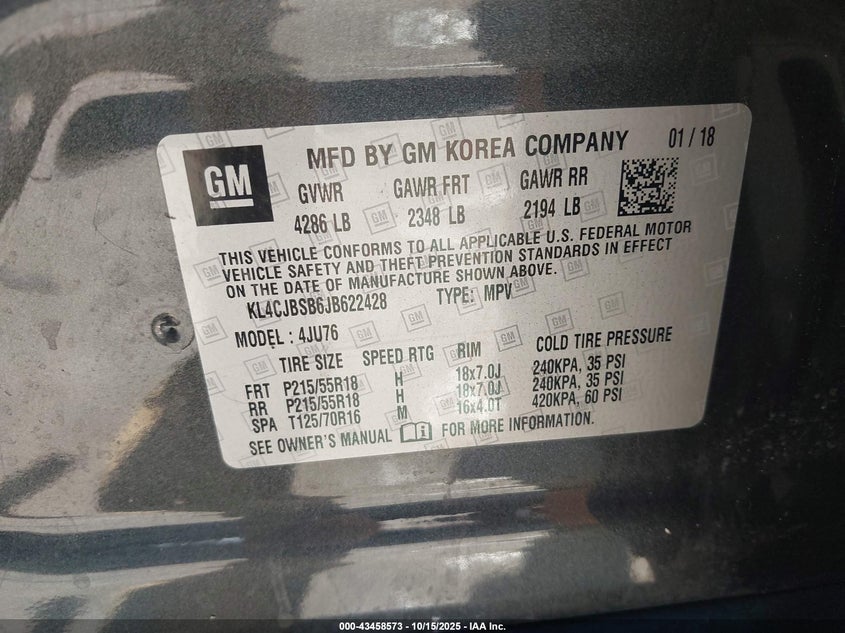 GM
MFD BY GM KOREA COMPANY 01 / 18
GVWR GAWR FRT GAWR RR
4286 LB 2348 LB 2194 LB
THIS VEHICLE CONFORMS TO ALL APPLICABLE U.S. FEDERAL MOTOR
VEHICLE SAFETY AND THEFT PREVENTION STANDARDS IN EFFECT
ON THE DATE OF MANUFACTURE SHOWN ABOVE.
KL4CJBSB6JB622428 TYPE: MPV
MODEL : 4JU76
TIRE SIZE SPEED RTG RIM COLD TIRE PRESSURE
FRT P215/55R18 H 18x7.0J 240KPA, 35 PSI
RR P215/55R18 H 18x7.0J 240KPA, 35 PSI
SPA T125/70R16 M 16x4.0T 420KPA, 60 PSI
SEE OWNER'S MANUAL FOR MORE INFORMATION.
000-43458573 - 10/15/2025 - IAA Inc.